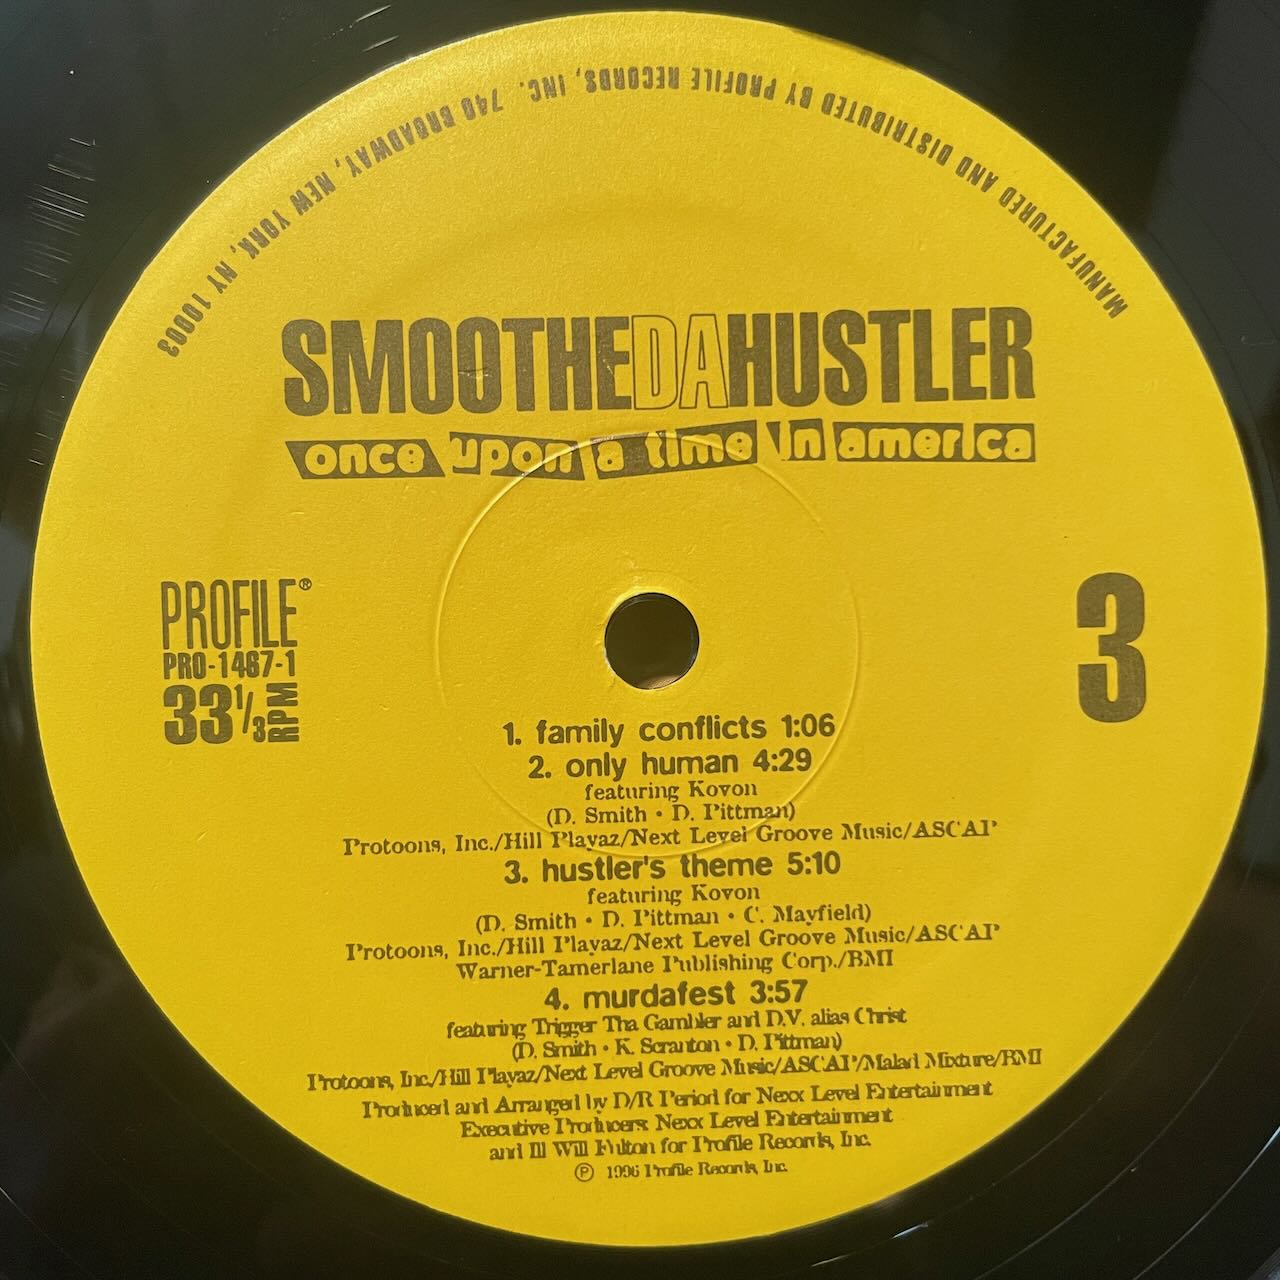 MANUFACTURED AND DISTRIBUTED BY PROFILE RECORDS, INC. 740 BROADWAY, NEW YORK, NY 10003
SMOOTHEDAHUSTLER
once upon a time in america
PROFILE®
PRO-1467-1
33 1/3 RPM
3
1. family conflicts 1:06
2. only human 4:29
featuring Kovon
(D. Smith • D. Pittman)
Protoons, Inc./Hill Playaz/Next Level Groove Music/ASCAP
3. hustler's theme 5:10
featuring Kovon
(D. Smith • D. Pittman • C. Mayfield)
Protoons, Inc./Hill Playaz/Next Level Groove Music/ASCAP
Warner-Tamerlane Publishing Corp./BMI
4. murdafest 3:57
featuring Trigger Tha Gambler and D.V. alias Christ
(D. Smith • K. Scranton • D. Pittman)
Protoons, Inc./Hill Playaz/Next Level Groove Music/ASCAP/Malad Mixture/BMI
Produced and Arranged by D/R Period for Nexx Level Entertainment
Executive Producers: Nexx Level Entertainment
and Ill Will Fulton for Profile Records, Inc.
℗ 1996 Profile Records, Inc.